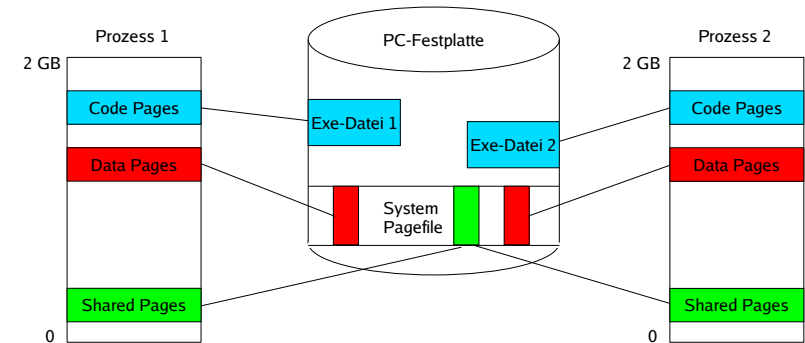 Prozess 1
PC-Festplatte
Prozess 2
2 GB
2 GB
Code Pages
Exe-Datei 1
Code Pages
Exe-Datei 2
Data Pages
Data Pages
System
Pagefile
Shared Pages
Shared Pages
0
0